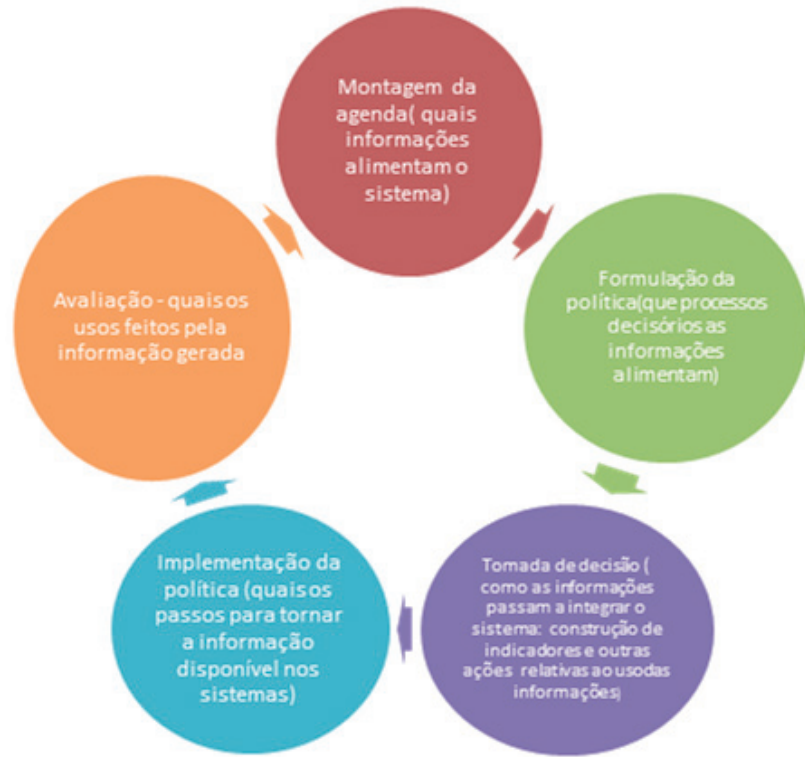 Montagem da
agenda( quais
informações
alimentam o
sistema)
Formulação da
política(que processos
decisórios as
informações
alimentam)
Tomada de decisão (
como as informações
passam a integrar o
sistema: construção de
indicadores e outras
ações relativas ao usodas
informações)
Implementação da
política (quais os
passos para tornar
a informação
disponível nos
sistemas)
Avaliação - quais os
usos feitos pela
informação gerada